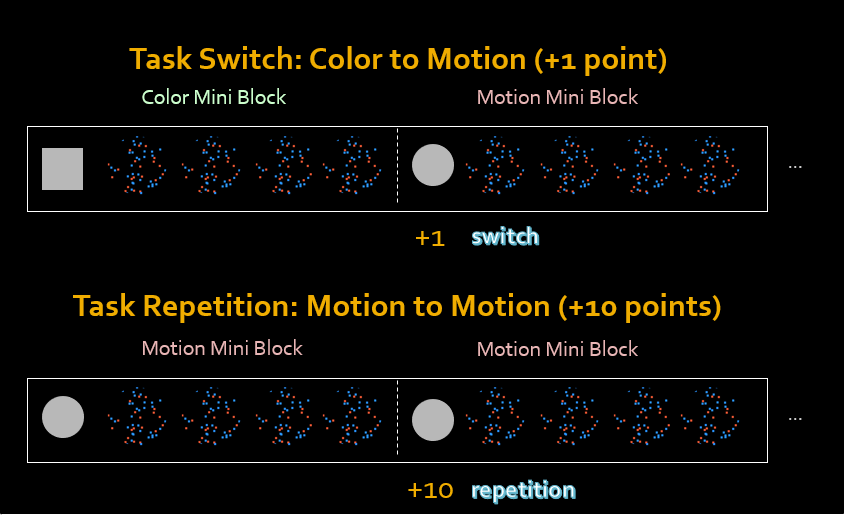 Task Switch: Color to Motion (+1 point)
Color Mini Block
Motion Mini Block
...
+1 switch
Task Repetition: Motion to Motion (+10 points)
Motion Mini Block
Motion Mini Block
...
+10 repetition